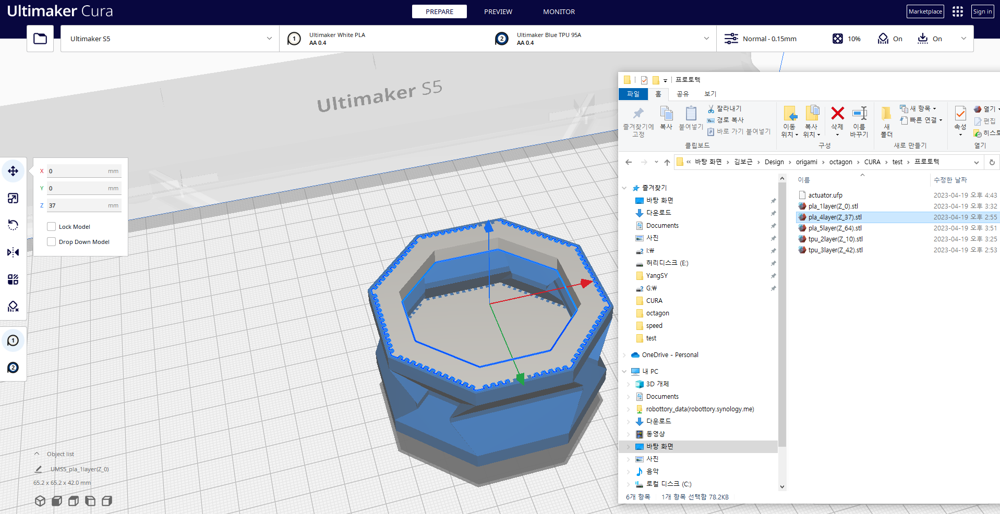 Ultimaker Cura
PREPARE
PREVIEW
MONITOR
Marketplace
Sign in
Ultimaker S5
1
Ultimaker White PLA
AA 0.4
2
Ultimaker Blue TPU 95A
AA 0.4
Normal - 0.15mm
10%
On
On
Ultimaker S5
X 0 mm
Y 0 mm
Z 37 mm
Lock Model
Drop Down Model
1
2
Object list
UMS5_pla_1layer(Z_0)
65.2 x 65.2 x 42.0 mm
프로토텍
파일
홈
공유
보기
즐겨찾기에
고정
복사
붙여넣기
잘라내기
경로 복사
바로 가기 붙여넣기
클립보드
이동
위치
복사
위치
삭제
이름
바꾸기
구성
새
폴더
새 항목
빠른 연결
새로 만들기
속성
열기
편집
히스토
열기
« 바탕 화면 › 김보근 › Design › origami › octagon › CURA › test › 프로토텍
즐겨찾기
바탕 화면
다운로드
Documents
사진
I:₩
허리디스크 (E:)
YangSY
G:₩
CURA
octagon
speed
test
OneDrive - Personal
내 PC
3D 개체
Documents
robottory_data(robottory.synology.me)
다운로드
동영상
바탕 화면
사진
음악
로컬 디스크 (C:)
이름 수정한 날짜
actuator.ufp 2023-04-19 오후 4:43
pla_1layer(Z_0).stl 2023-04-19 오후 3:32
pla_4layer(Z_37).stl 2023-04-19 오후 2:55
pla_5layer(Z_64).stl 2023-04-19 오후 3:51
tpu_2layer(Z_10).stl 2023-04-19 오후 3:25
tpu_3layer(Z_42).stl 2023-04-19 오후 2:53
6개 항목 1개 항목 선택함 78.2KB